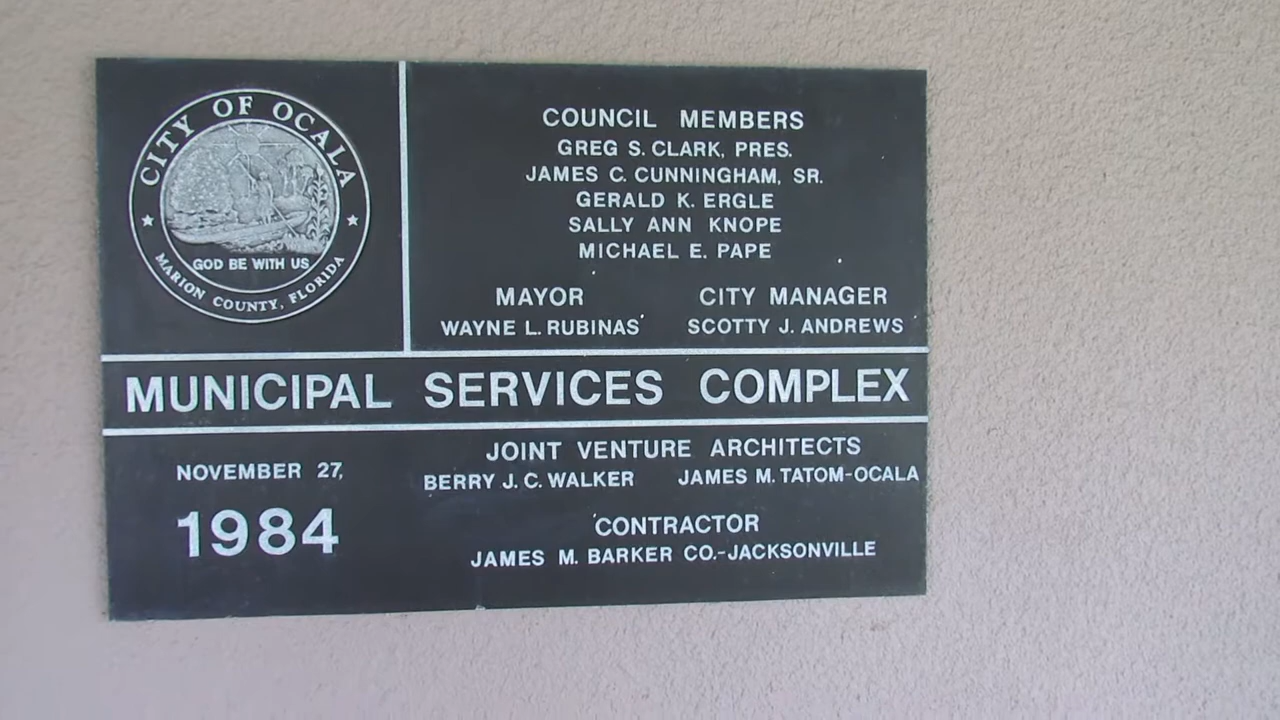 CITY OF OCALA
GOD BE WITH US
MARION COUNTY, FLORIDA
COUNCIL MEMBERS
GREG S. CLARK, PRES.
JAMES C. CUNNINGHAM, SR.
GERALD K. ERGLE
SALLY ANN KNOPE
MICHAEL E. PAPE
MAYOR CITY MANAGER
WAYNE L. RUBINAS SCOTTY J. ANDREWS
MUNICIPAL SERVICES COMPLEX
NOVEMBER 27,
1984
JOINT VENTURE ARCHITECTS
BERRY J. C. WALKER JAMES M. TATOM-OCALA
CONTRACTOR
JAMES M. BARKER CO.-JACKSONVILLE